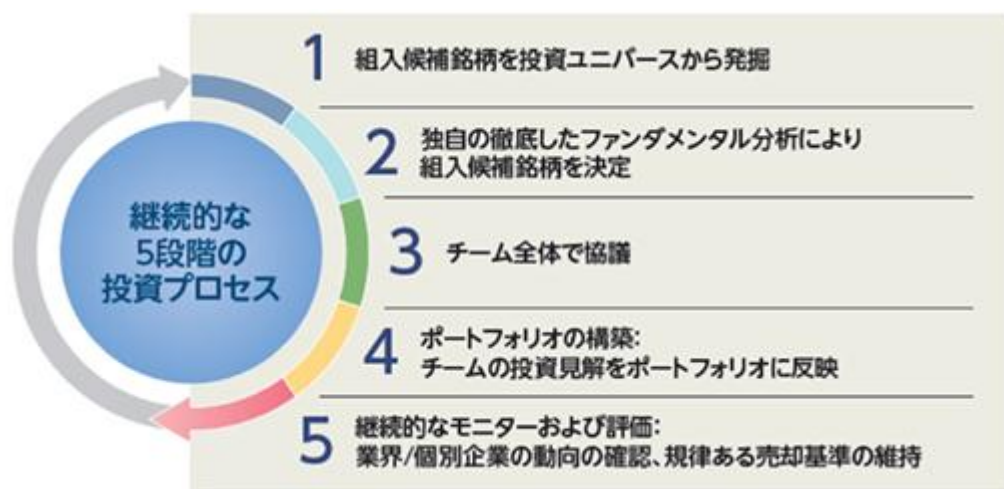 継続的な
5段階の
投資プロセス
1
組入候補銘柄を投資ユニバースから発掘
2
独自の徹底したファンダメンタル分析により
組入候補銘柄を決定
3
チーム全体で協議
4
ポートフォリオの構築:
チームの投資見解をポートフォリオに反映
5
継続的なモニターおよび評価:
業界/個別企業の動向の確認、規律ある売却基準の維持